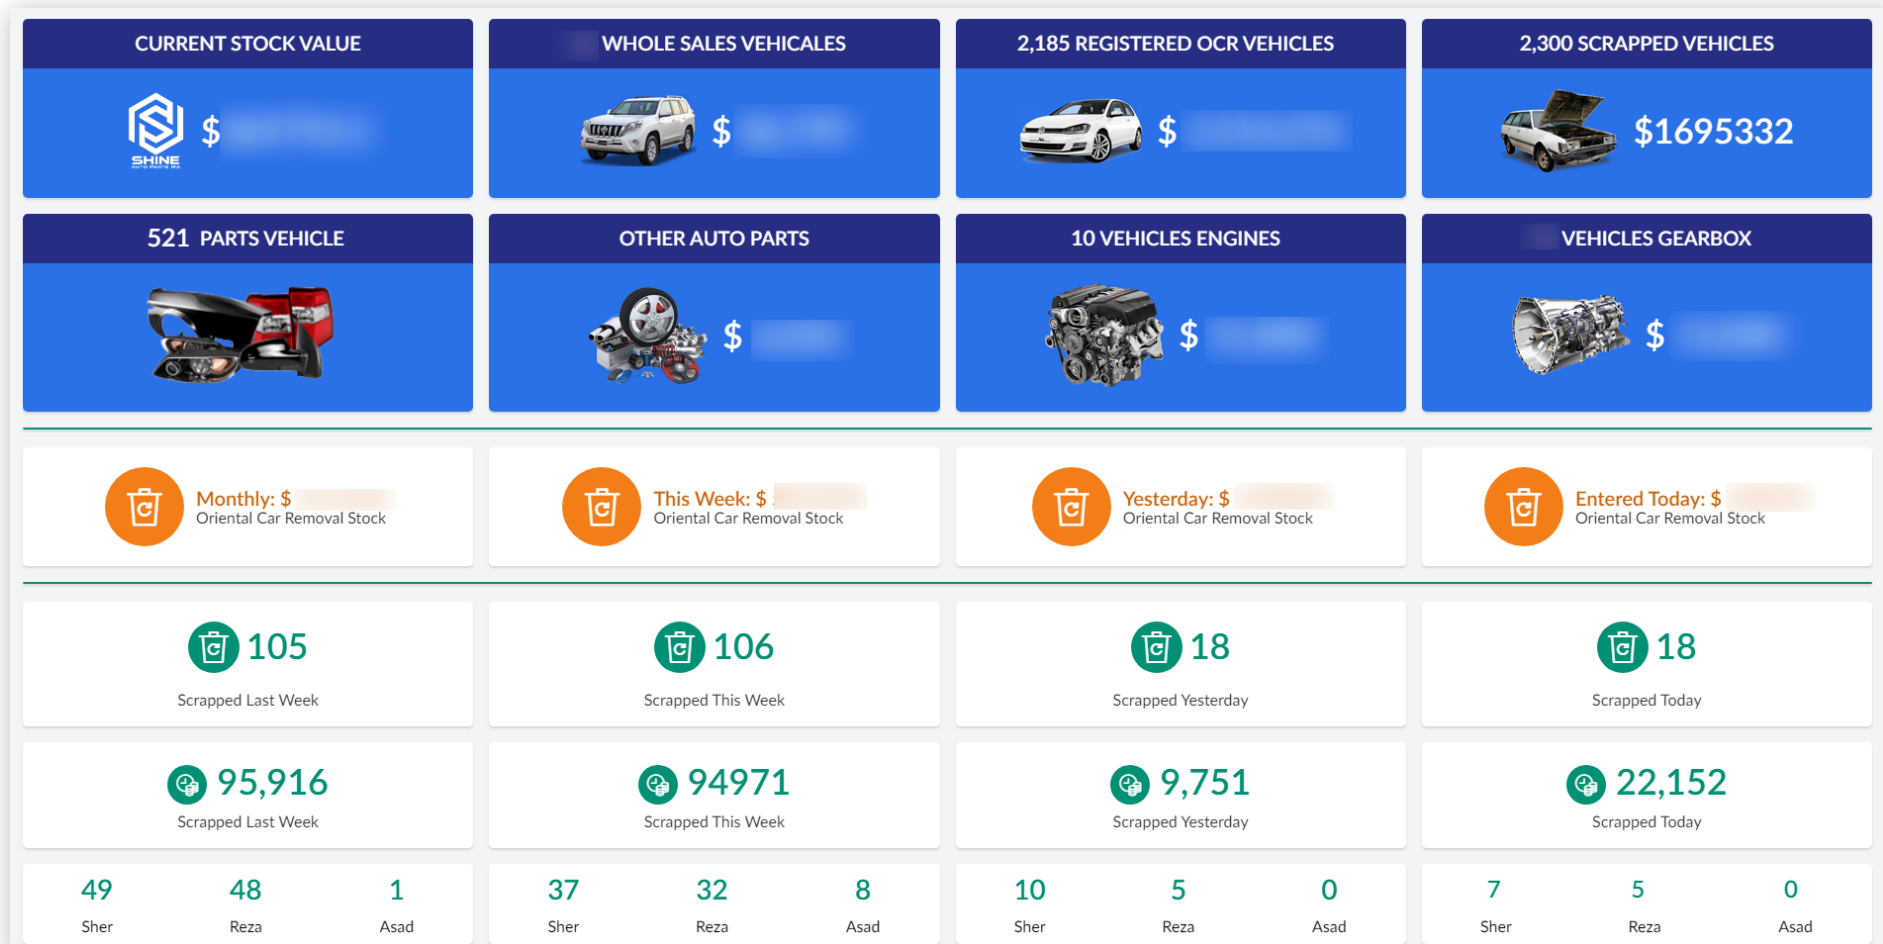 CURRENT STOCK VALUE
SHINE
AUTO PARTS WA
$
WHOLE SALES VEHICALES
$
2,185 REGISTERED OCR VEHICLES
$
2,300 SCRAPPED VEHICLES
$1695332
521 PARTS VEHICLE
OTHER AUTO PARTS
$
10 VEHICLES ENGINES
$
VEHICLES GEARBOX
$
Monthly: $
Oriental Car Removal Stock
This Week: $
Oriental Car Removal Stock
Yesterday: $
Oriental Car Removal Stock
Entered Today: $
Oriental Car Removal Stock
105
Scrapped Last Week
106
Scrapped This Week
18
Scrapped Yesterday
18
Scrapped Today
95,916
Scrapped Last Week
94971
Scrapped This Week
9,751
Scrapped Yesterday
22,152
Scrapped Today
49 48 1
Sher Reza Asad
37 32 8
Sher Reza Asad
10 5 0
Sher Reza Asad
7 5 0
Sher Reza Asad